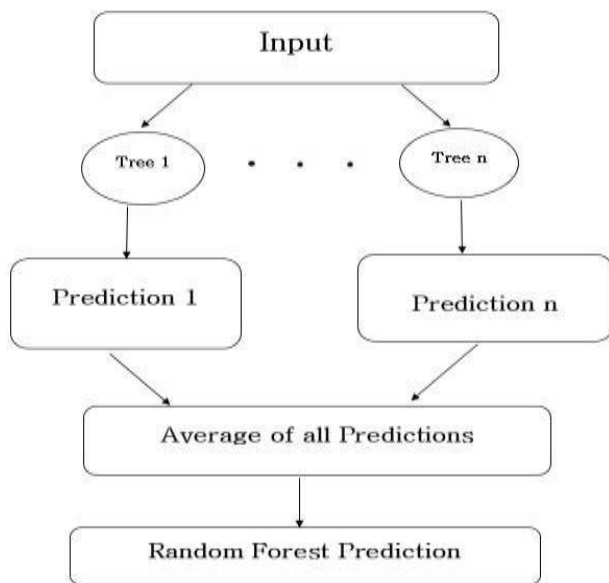 Input
Tree 1
Tree n
Prediction 1
Prediction n
Average of all Predictions
Random Forest Prediction